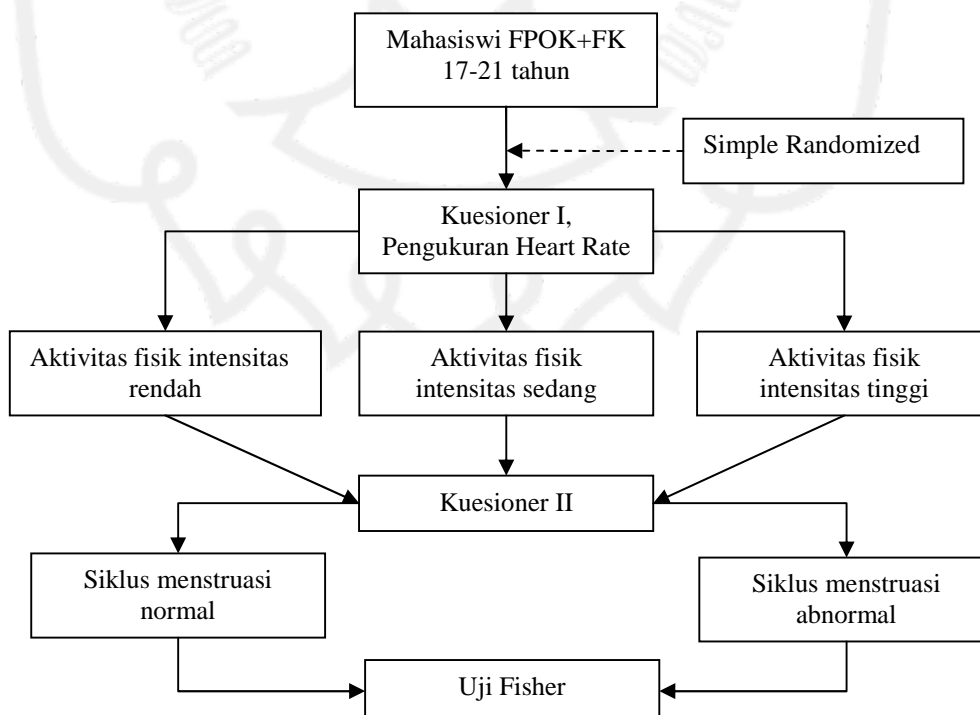 Mahasiswi FPOK+FK
17-21 tahun
Simple Randomized
Kuesioner I,
Pengukuran Heart Rate
Aktivitas fisik intensitas
rendah
Aktivitas fisik
intensitas sedang
Aktivitas fisik
intensitas tinggi
Kuesioner II
Siklus menstruasi
normal
Siklus menstruasi
abnormal
Uji Fisher